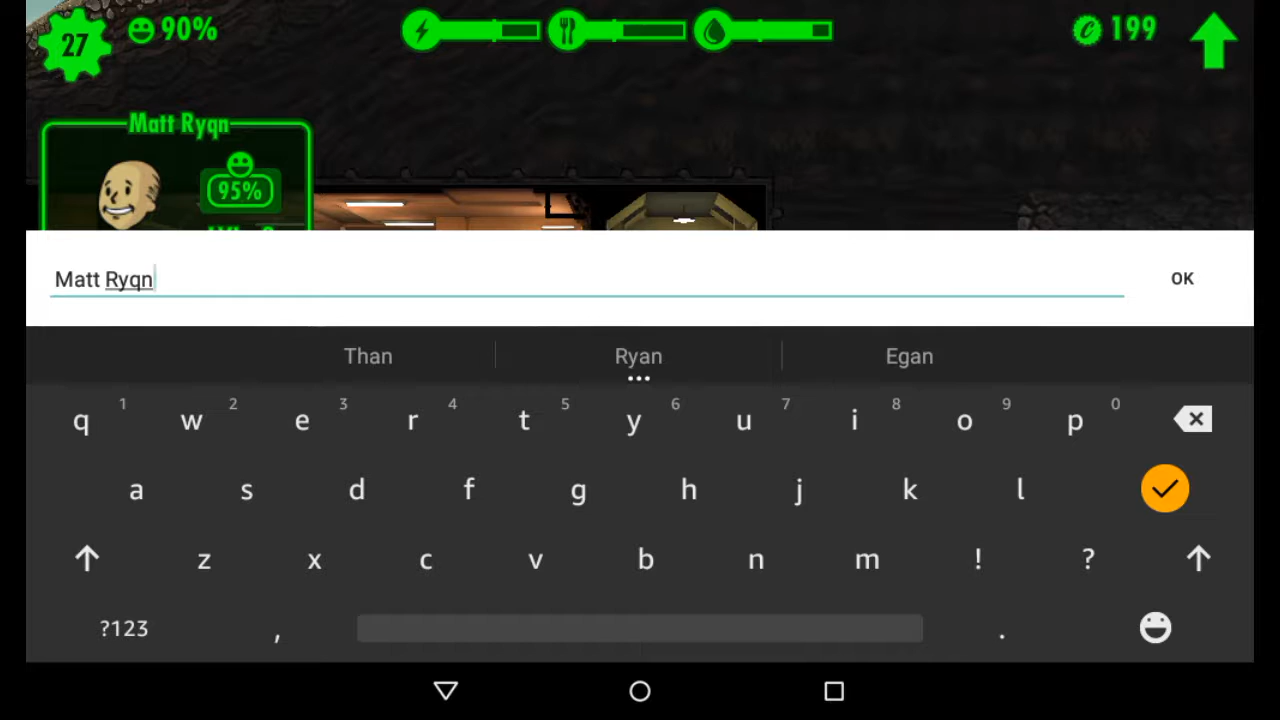 27 90% 199
Matt Ryqn
95%
Matt Ryqn OK
Than Ryan Egan
q 1 w 2 e 3 r 4 t 5 y 6 u 7 i 8 o 9 p 0
a s d f g h j k l
z x c v b n m ! ?
?123 , .